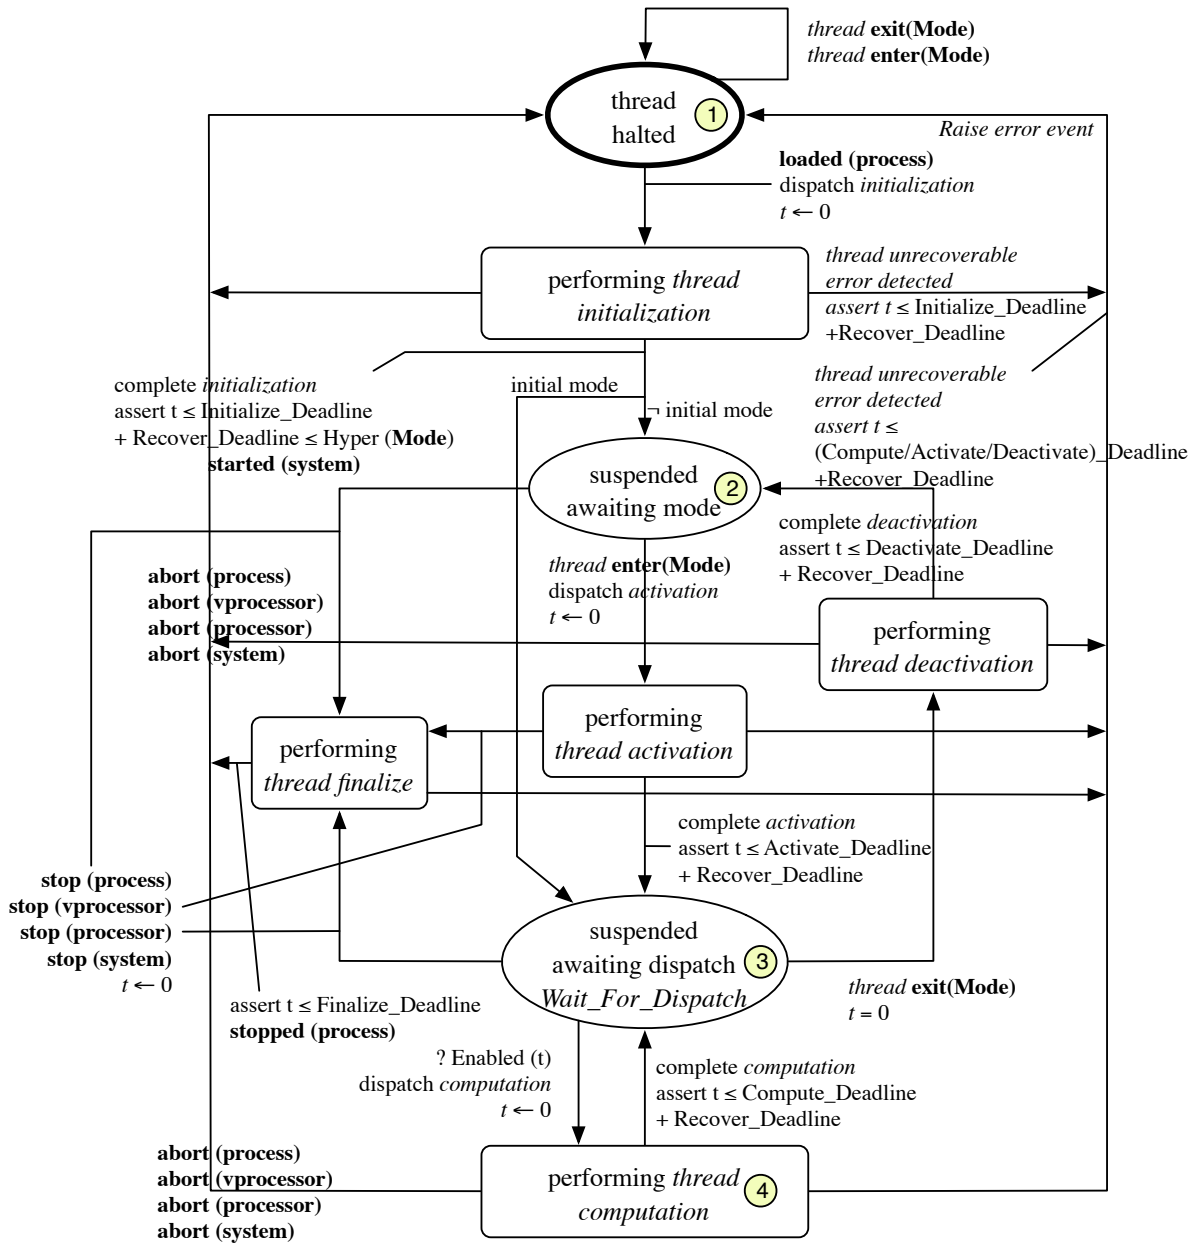 thread exit(Mode)
thread enter(Mode)
thread
halted
1
Raise error event
loaded (process)
dispatch initialization
t ← 0
performing thread
initialization
thread unrecoverable
error detected
assert t ≤ Initialize_Deadline
+Recover_Deadline
complete initialization
assert t ≤ Initialize_Deadline
+ Recover_Deadline ≤ Hyper (Mode)
started (system)
initial mode
¬ initial mode
thread unrecoverable
error detected
assert t ≤
(Compute/Activate/Deactivate)_Deadline
+Recover_Deadline
suspended
awaiting mode
2
complete deactivation
assert t ≤ Deactivate_Deadline
+ Recover_Deadline
thread enter(Mode)
dispatch activation
t ← 0
abort (process)
abort (vprocessor)
abort (processor)
abort (system)
performing
thread deactivation
performing
thread activation
performing
thread finalize
complete activation
assert t ≤ Activate_Deadline
+ Recover_Deadline
stop (process)
stop (vprocessor)
stop (processor)
stop (system)
t ← 0
suspended
awaiting dispatch
Wait_For_Dispatch
3
thread exit(Mode)
t = 0
assert t ≤ Finalize_Deadline
stopped (process)
? Enabled (t)
dispatch computation
t ← 0
complete computation
assert t ≤ Compute_Deadline
+ Recover_Deadline
abort (process)
abort (vprocessor)
abort (processor)
abort (system)
performing thread
computation
4